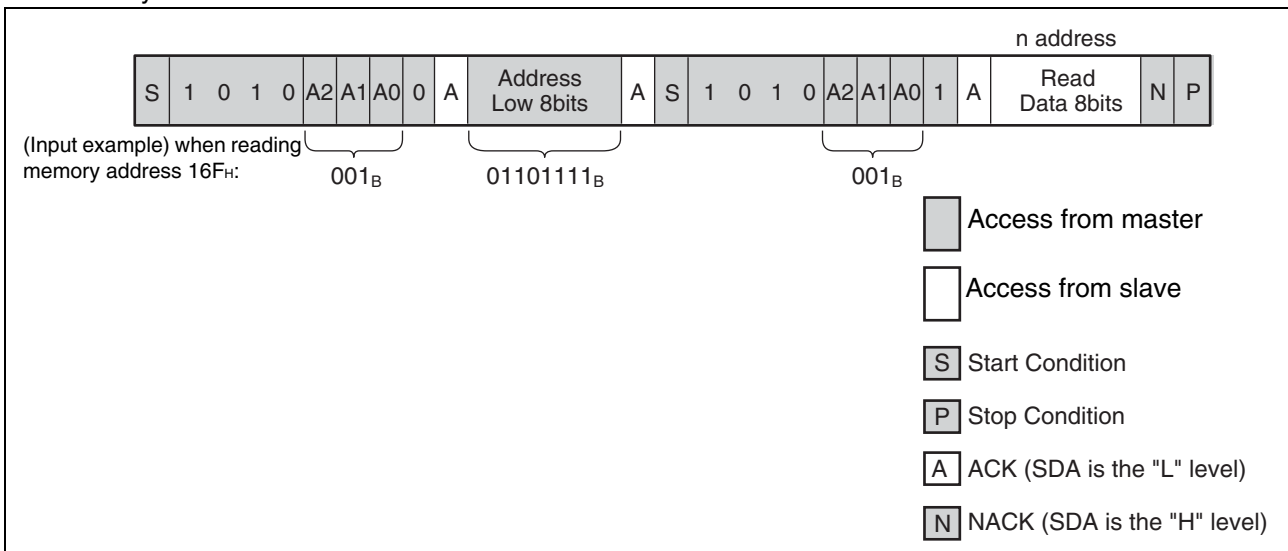 n address
S 1 0 1 0 A2 A1 A0 0 A Address Low 8bits A S 1 0 1 0 A2 A1 A0 1 A Read Data 8bits N P
(Input example) when reading
memory address 16FH:
001B 01101111B 001B
Access from master
Access from slave
S Start Condition
P Stop Condition
A ACK (SDA is the "L" level)
N NACK (SDA is the "H" level)